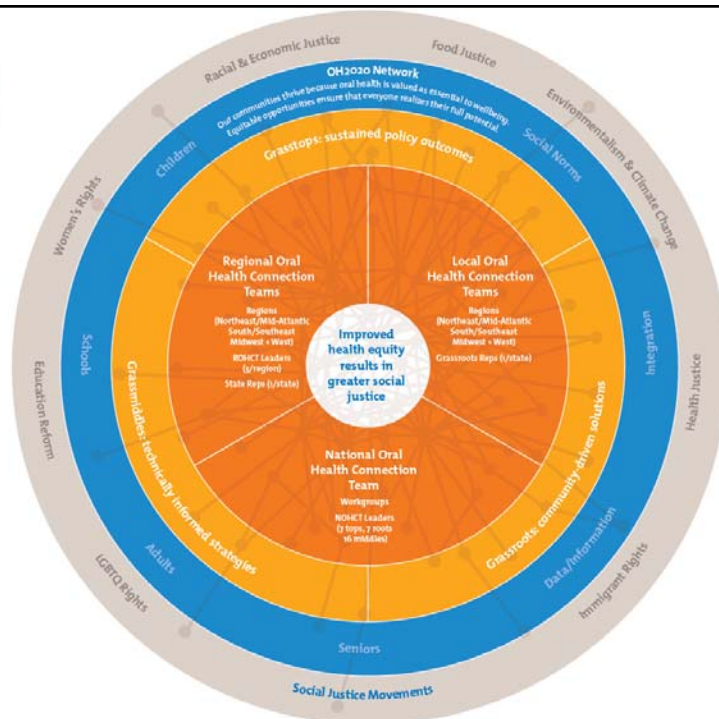 Racial & Economic Justice
Food Justice
Environmentalism & Climate Change
Health Justice
Immigrant Rights
Social Justice Movements
LGBTQ Rights
Education Reform
Women's Rights
OH2020 Network
Our communities thrive because oral health is valued as essential to wellbeing.
Equitable opportunities ensure that everyone realizes their full potential.
Children
Social Norms
Integration
Data/Information
Seniors
Adults
Schools
Grasstops: sustained policy outcomes
Grassroots: community-driven solutions
Grassmiddles: technically informed strategies
Regional Oral
Health Connection
Teams
Regions
(Northeast/Mid-Atlantic
South/Southeast
Midwest + West)
ROHCT Leaders
(3/region)
State Reps (1/state)
Local Oral
Health Connection
Teams
Regions
(Northeast/Mid-Atlantic
South/Southeast
Midwest + West)
Grassroots Reps (1/state)
Improved
health equity
results in
greater social
justice
National Oral
Health Connection
Team
Workgroups
NOHCT Leaders
(7 tops, 7 roots
16 middles)